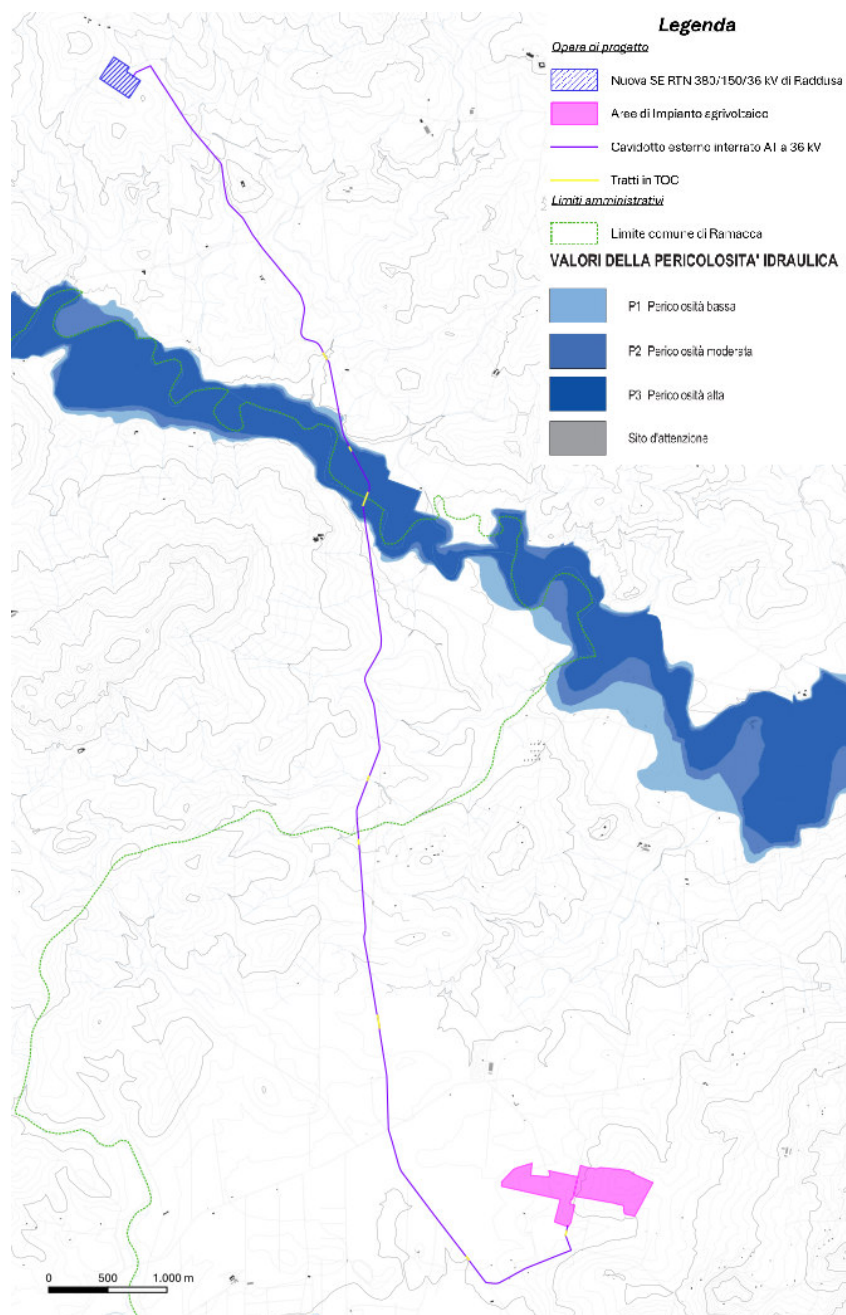 Legenda
Opere di progetto
Nuova SE RTN 380/150/36 kV di Raddusa
Aree di Impianto agrivoltaico
Cavidotto esterno interrato AT a 36 kV
Tratti in TOC
Limiti amministrativi
Limite comune di Ramacca
VALORI DELLA PERICOLOSITA' IDRAULICA
P1 Pericolosità bassa
P2 Pericolosità moderata
P3 Pericolosità alta
Sito d'attenzione
0 500 1.000 m